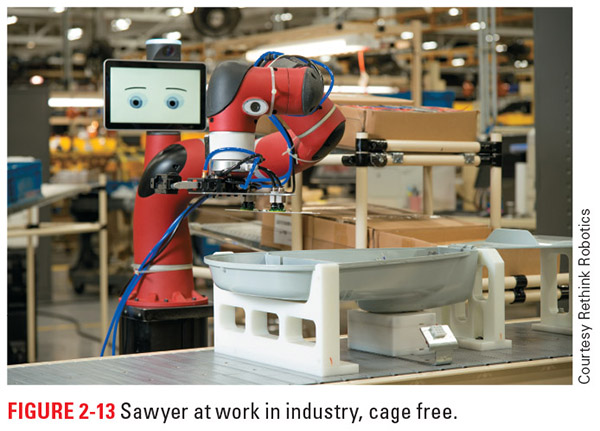 Courtesy Rethink Robotics
FIGURE 2-13 Sawyer at work in industry, cage free.